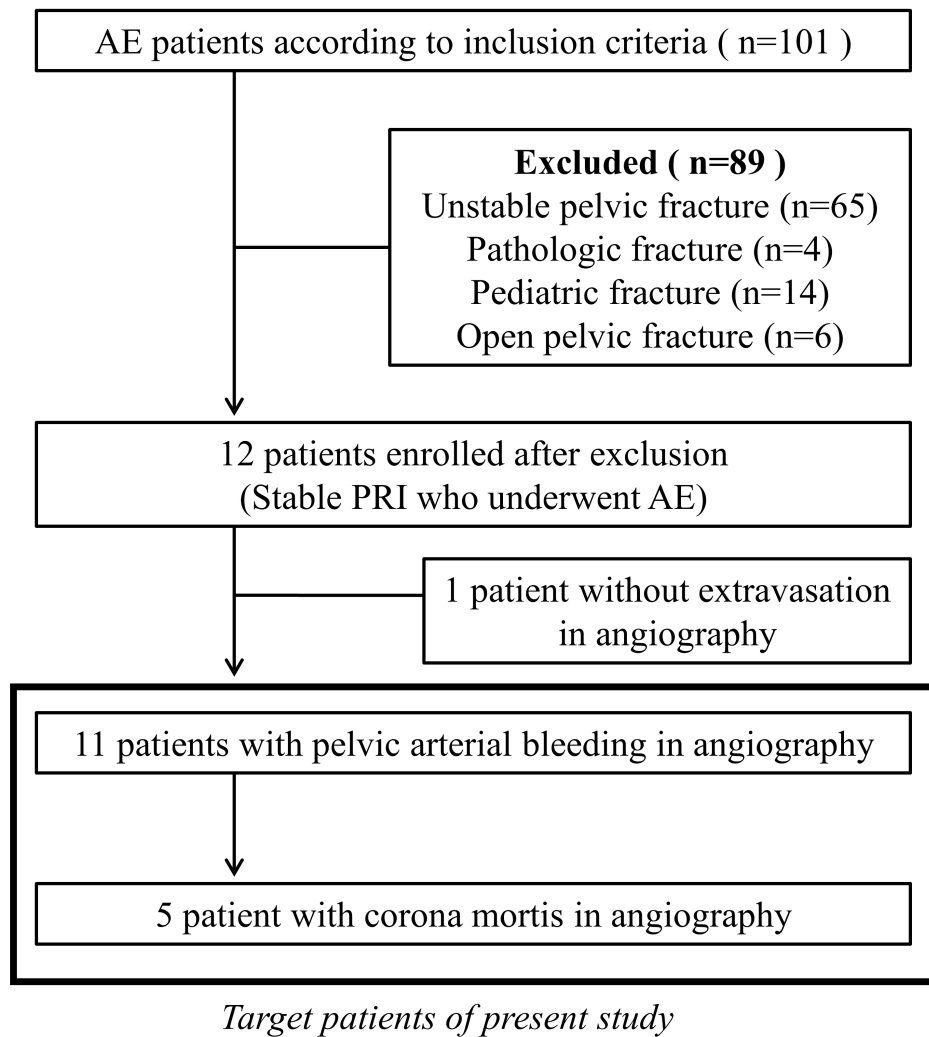 AE patients according to inclusion criteria ( n=101 )
Excluded ( n=89 )
Unstable pelvic fracture (n=65)
Pathologic fracture (n=4)
Pediatric fracture (n=14)
Open pelvic fracture (n=6)
12 patients enrolled after exclusion
(Stable PRI who underwent AE)
1 patient without extravasation
in angiography
11 patients with pelvic arterial bleeding in angiography
5 patient with corona mortis in angiography
Target patients of present study